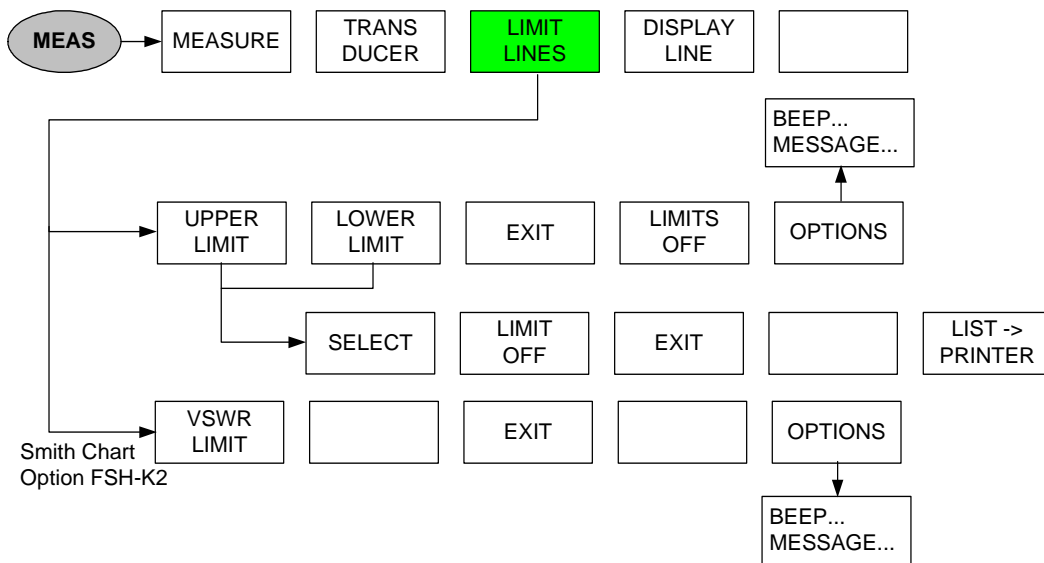 MEAS
MEASURE
TRANS
DUCER
LIMIT
LINES
DISPLAY
LINE
BEEP...
MESSAGE...
UPPER
LIMIT
LOWER
LIMIT
EXIT
LIMITS
OFF
OPTIONS
SELECT
LIMIT
OFF
EXIT
LIST ->
PRINTER
VSWR
LIMIT
EXIT
OPTIONS
Smith Chart
Option FSH-K2
BEEP...
MESSAGE...